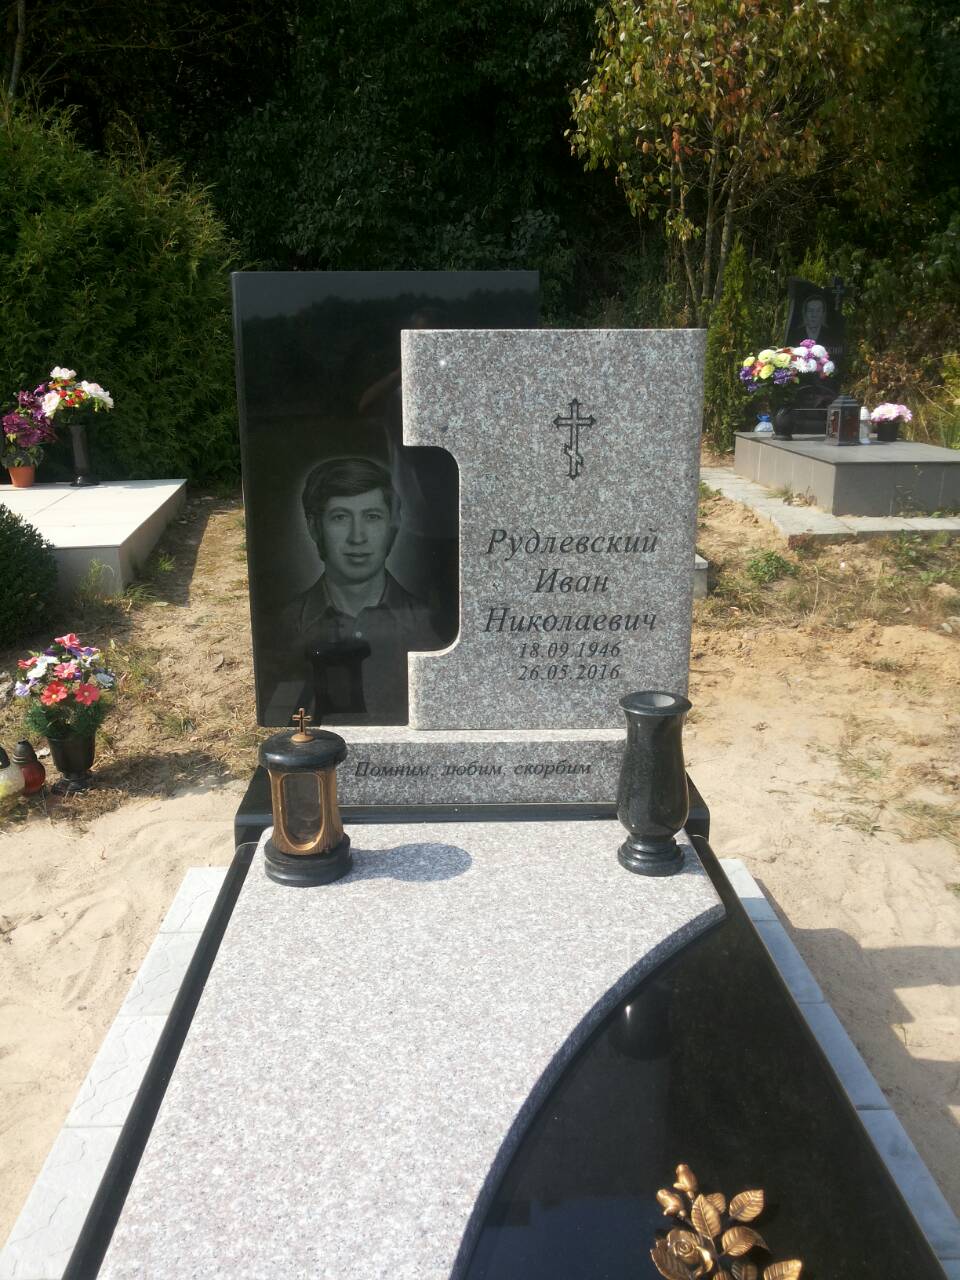 Рудлевский
Иван
Николаевич
18.09.1946
26.05.2016
Помним, любим, скорбим